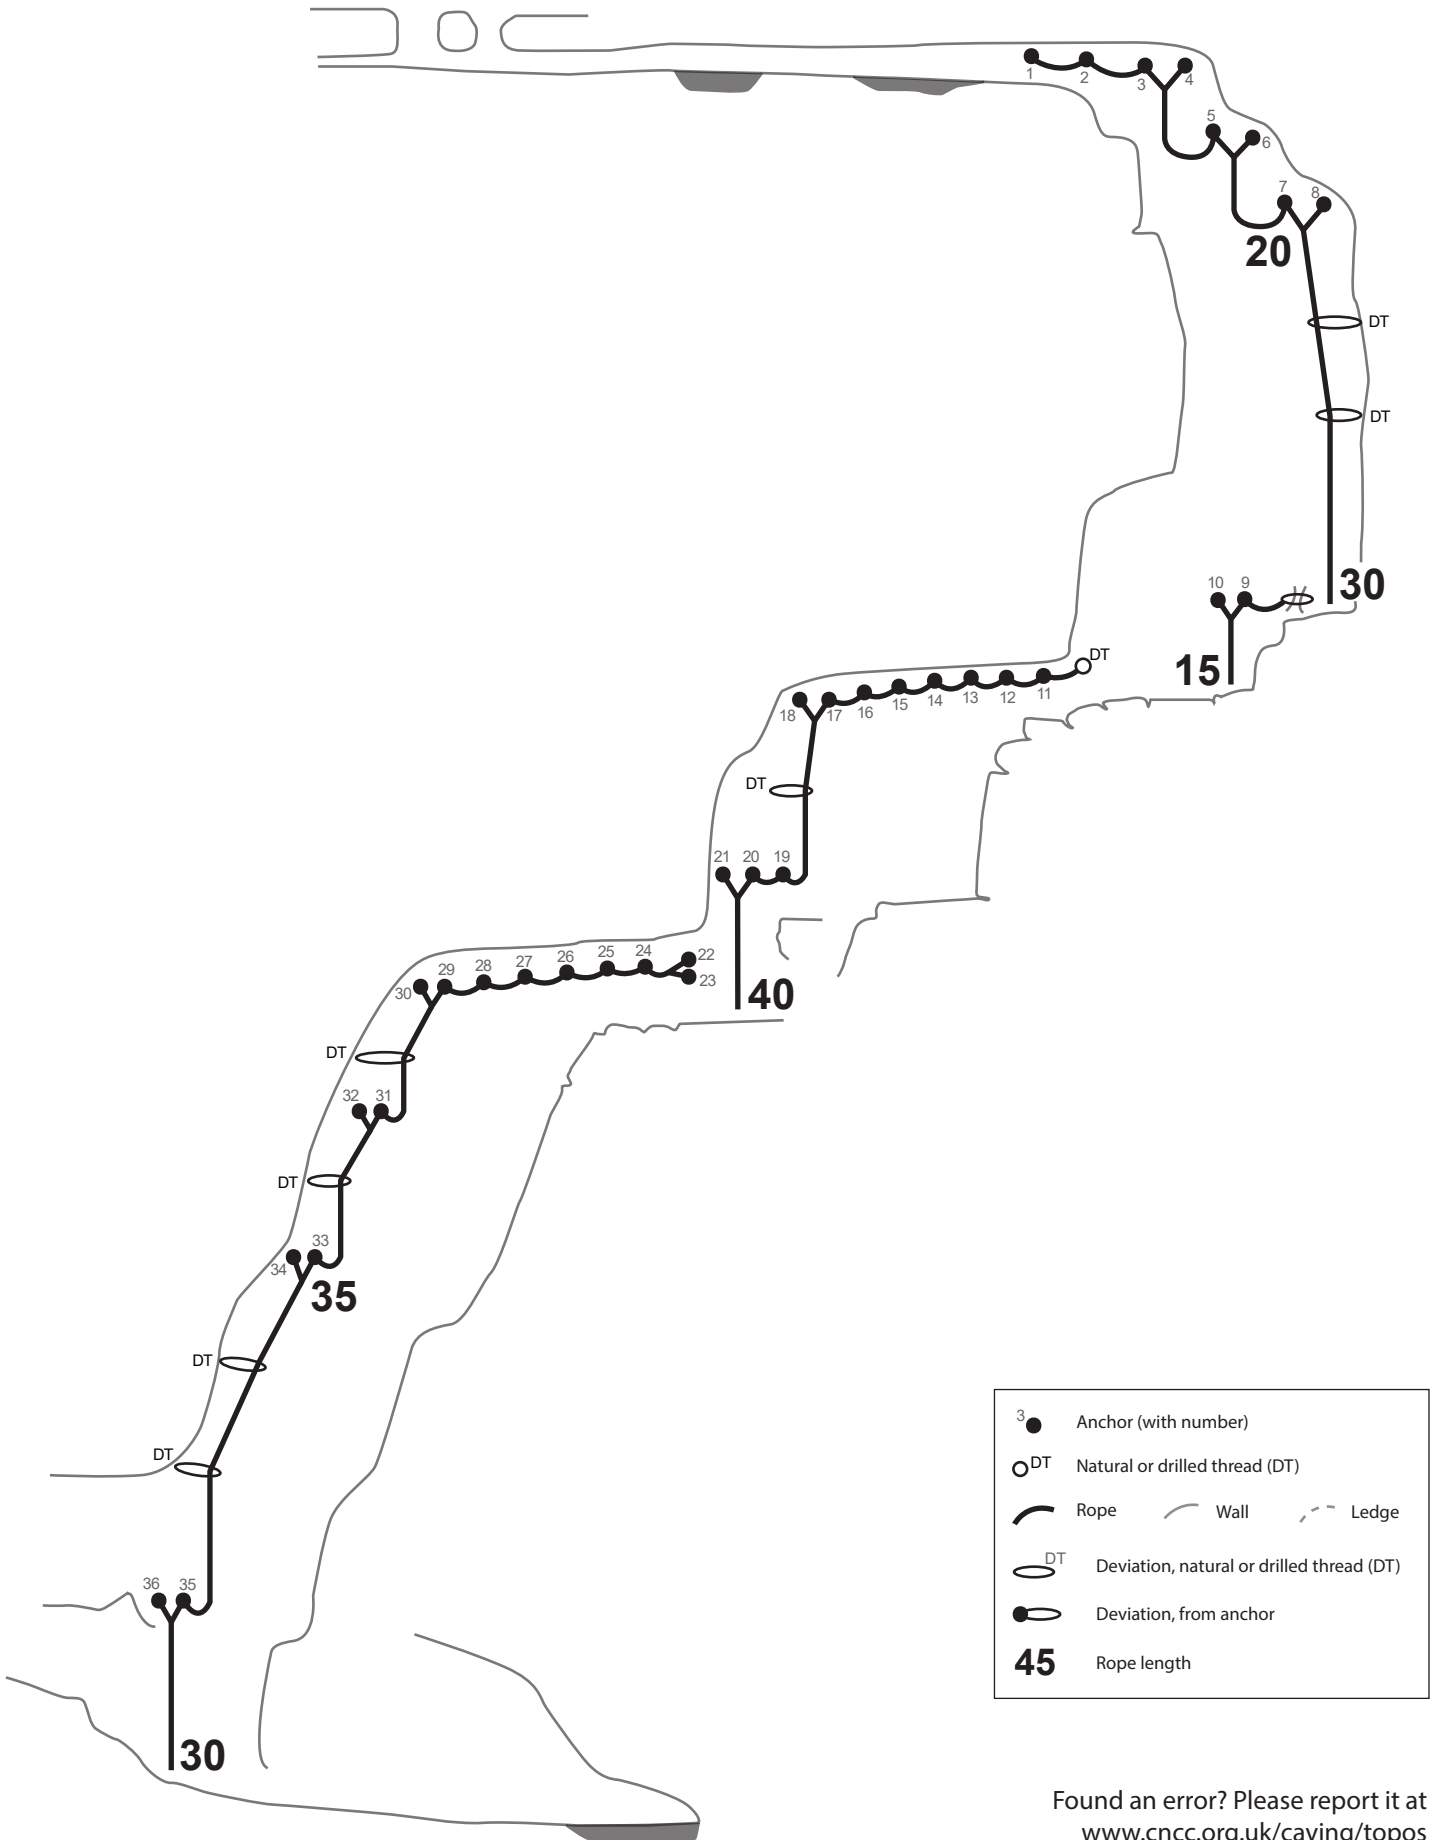 1
2
3
4
5
6
7
8
20
DT
DT
30
10
9
15
DT
18
17
16
15
14
13
12
11
DT
21
20
19
40
22
23
24
25
26
27
28
29
30
DT
32
31
DT
33
34
35
DT
DT
36
35
30
3
Anchor (with number)
DT
Natural or drilled thread (DT)
Rope
Wall
Ledge
DT
Deviation, natural or drilled thread (DT)
Deviation, from anchor
45
Rope length
Found an error? Please report it at
www.cncc.org.uk/caving/topos